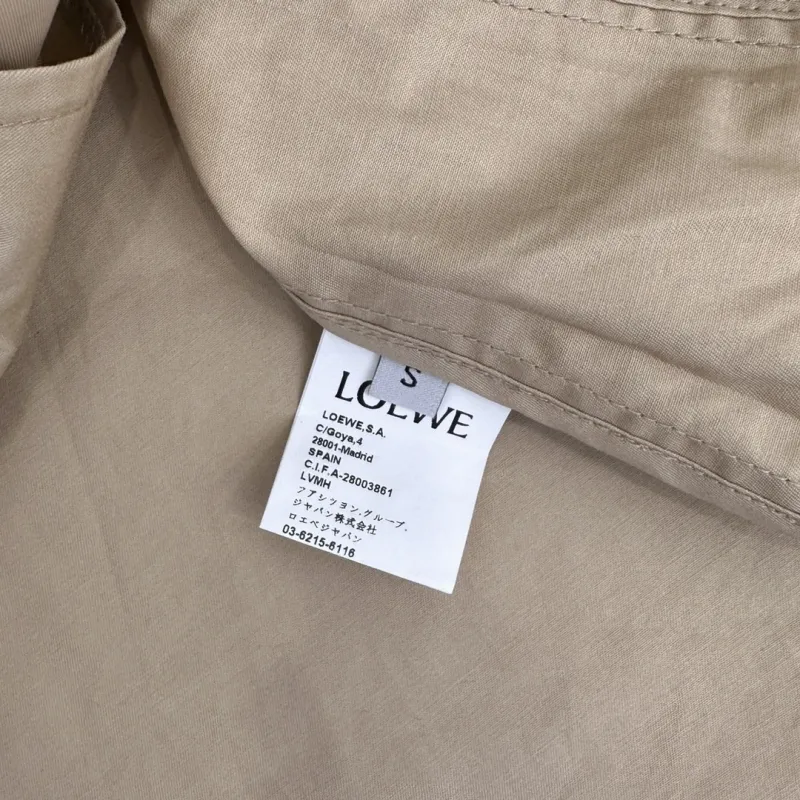 S
LOEWE
LOEWE,S.A.
C/Goya,4
28001-Madrid
SPAIN
C.I.F.A-28003861
LVMH
ファシツョン.グループ.
ジャパン株式会社
ロエベジャパン
03-6215-6116